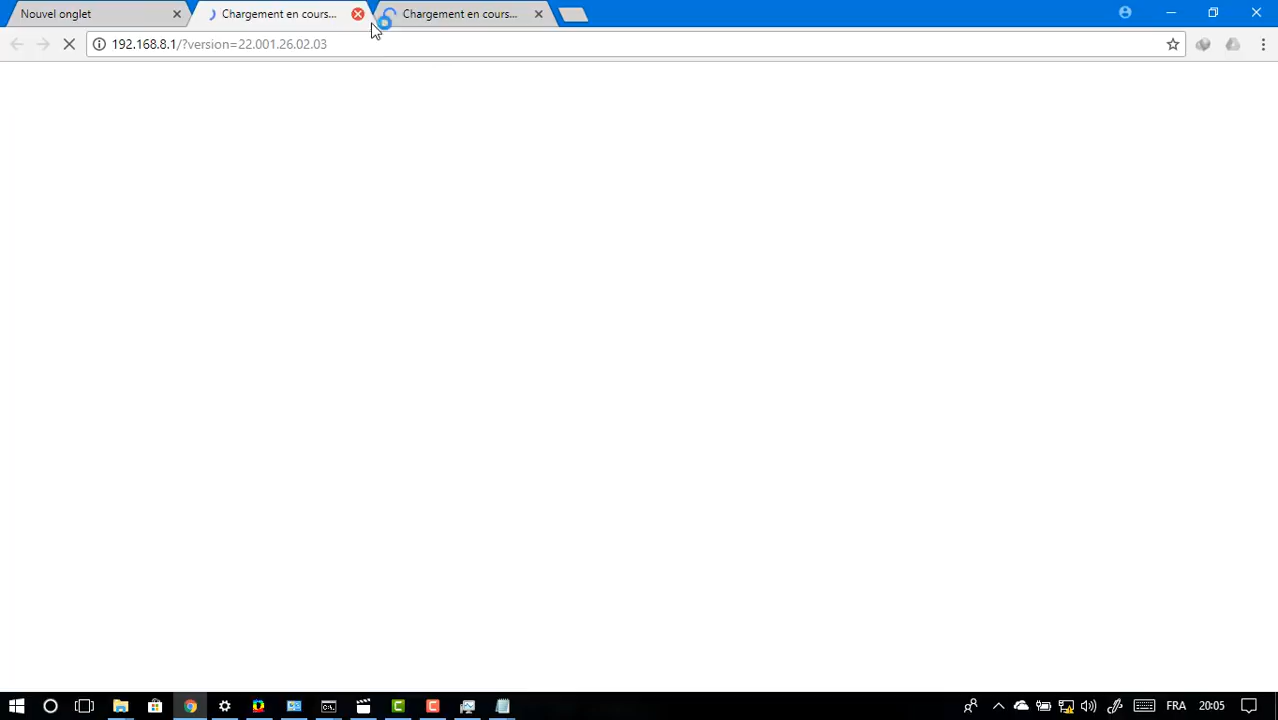 Nouvel onglet
Chargement en cours...
Chargement en cours...
192.168.8.1/?version=22.001.26.02.03
FRA
20:05